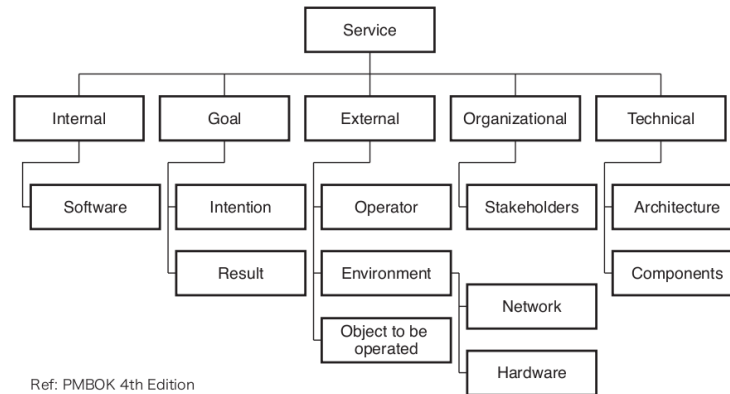 Service
Internal
Goal
External
Organizational
Technical
Software
Intention
Operator
Stakeholders
Architecture
Result
Environment
Components
Network
Object to be
operated
Hardware
Ref: PMBOK 4th Edition